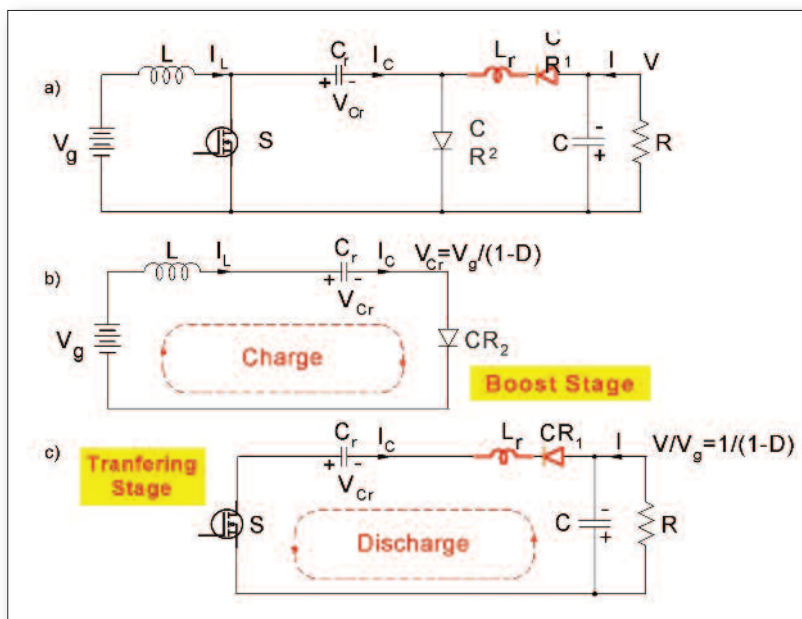 C
L I_L C_r I_C L_r R¹ I V
a)
+ -
V_Cr
V_g S C R² C - + R
L I_L C_r I_C V_Cr=V_g/(1-D)
b)
+ -
V_Cr
V_g Charge CR_2
Boost Stage
c) C_r I_C L_r CR_1 I V/V_g=1/(1-D)
Tranfering
Stage
+ -
V_Cr
S Discharge C - + R